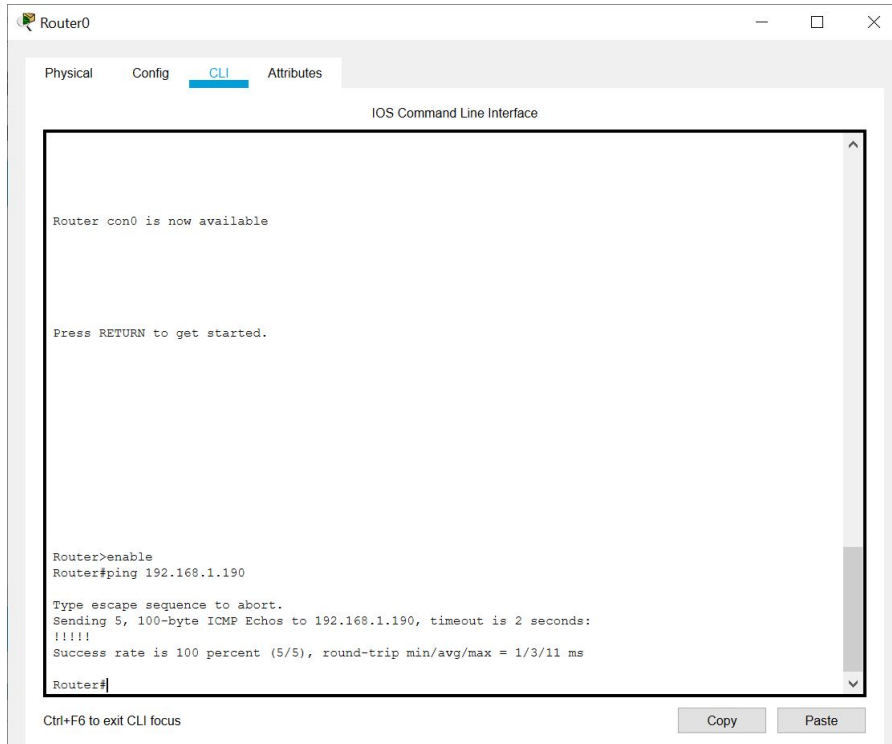 Router0
Physical Config CLI Attributes
IOS Command Line Interface
Router con0 is now available
Press RETURN to get started.
Router>enable
Router#ping 192.168.1.190
Type escape sequence to abort.
Sending 5, 100-byte ICMP Echos to 192.168.1.190, timeout is 2 seconds:
!!!!!
Success rate is 100 percent (5/5), round-trip min/avg/max = 1/3/11 ms
Router#
Ctrl+F6 to exit CLI focus Copy Paste